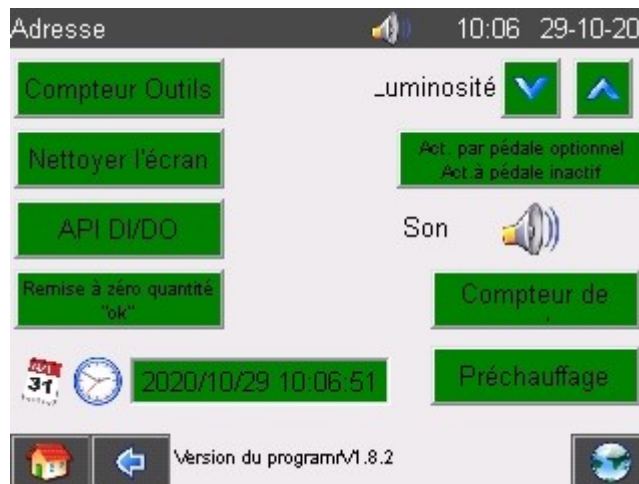 Adresse 10:06 29-10-20
Compteur Outils
Luminosité
Nettoyer l'écran
Act. par pédale optionnel
Act.à pédale inactif
API DI/DO
Son
Remise à zéro quantité
"ok"
Compteur de
31
2020/10/29 10:06:51
Préchauffage
Version du program V1.8.2